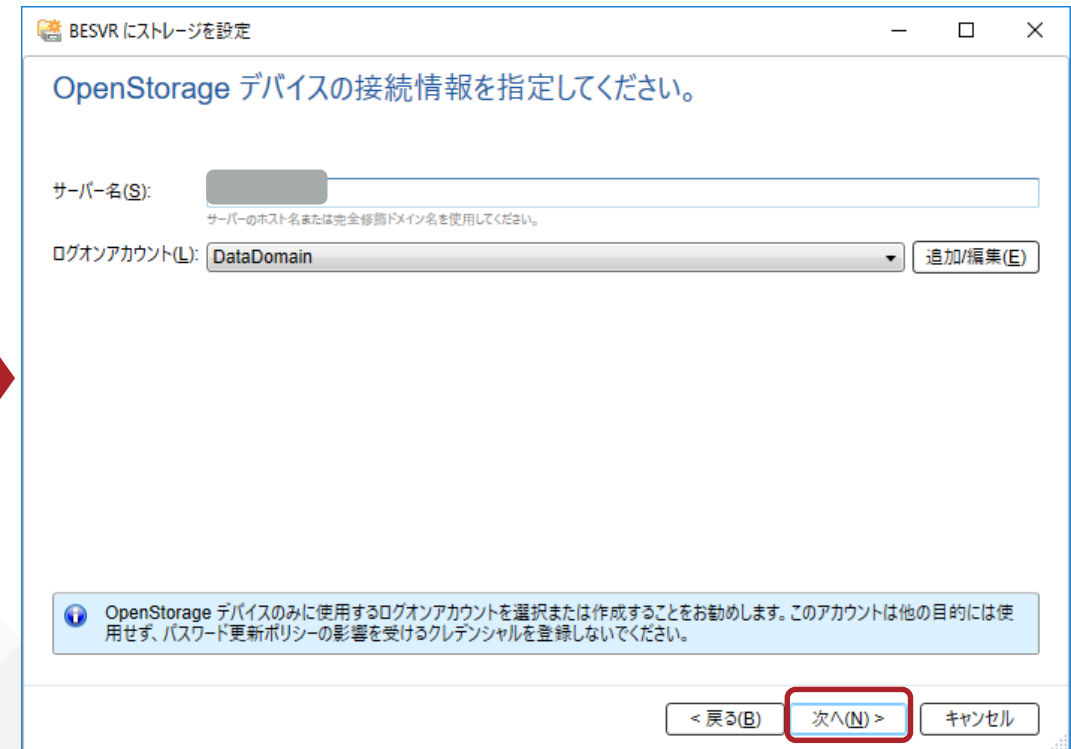 BESVR にストレージを設定
OpenStorage デバイスの接続情報を指定してください。
サーバー名(S):
サーバーのホスト名または完全修飾ドメイン名を使用してください。
ログオンアカウント(L): DataDomain 追加/編集(E)
OpenStorage デバイスのみに使用するログオンアカウントを選択または作成することをお勧めします。このアカウントは他の目的には使
用せず、パスワード更新ポリシーの影響を受けるクレデンシャルを登録しないでください。
< 戻る(B) 次へ(N) > キャンセル